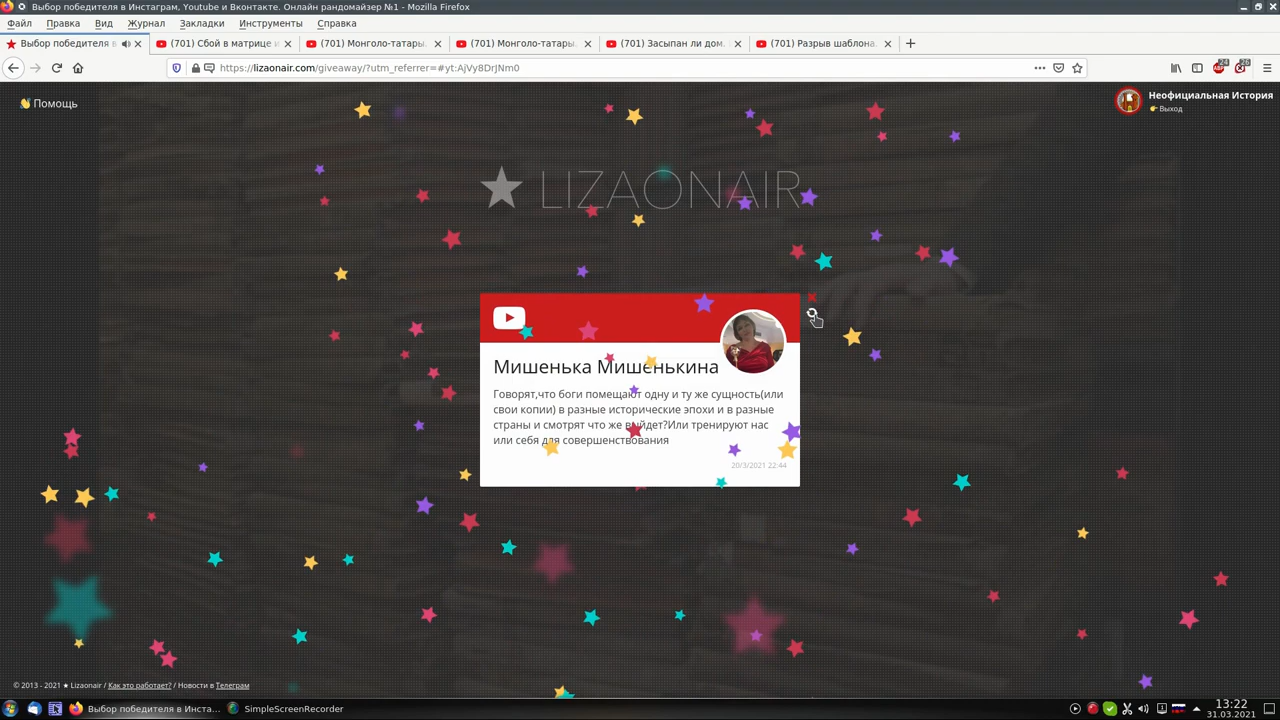 Выбор победителя в Инстаграм, Youtube и Вконтакте. Онлайн рандомайзер №1 - Mozilla Firefox
Файл Правка Вид Журнал Закладки Инструменты Справка
Выбор победителя в
(701) Сбой в матрице и
(701) Монголо-татары.
(701) Монголо-татары.
(701) Засыпан ли дом.
(701) Разрыв шаблона.
https://lizaonair.com/giveaway/?utm_referrer=#yt:AjVy8DrJNm0
24
26
Помощь
Неофициальная История
Выход
LIZAONAIR
Мишенька Мишенькина
Говорят,что боги помещают одну и ту же сущность(или
свои копии) в разные исторические эпохи и в разные
страны и смотрят что же выйдет?Или тренируют нас
или себя для совершенствования
20/3/2021 22:44
© 2013 - 2021 ★ Lizaonair / Как это работает? / Новости в Телеграм
Выбор победителя в Инста...
SimpleScreenRecorder
13:22
31.03.2021